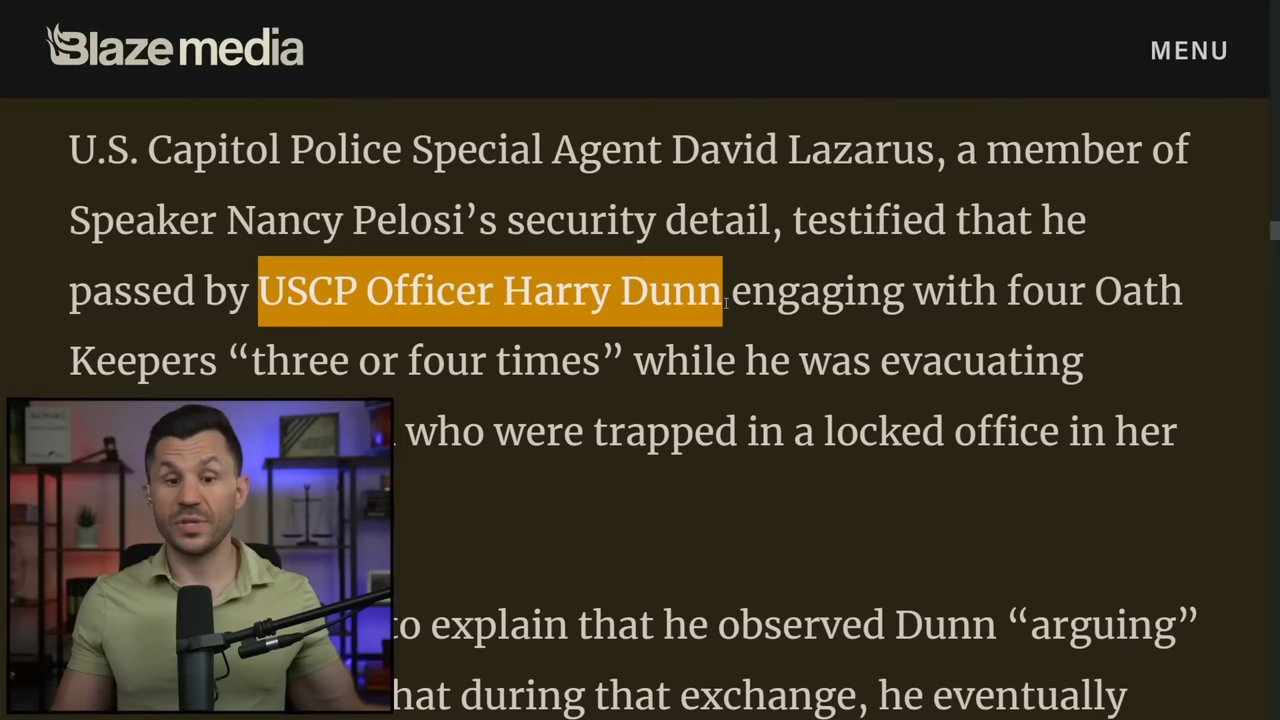 Blaze media
MENU
U.S. Capitol Police Special Agent David Lazarus, a member of
Speaker Nancy Pelosi’s security detail, testified that he
passed by USCP Officer Harry Dunn engaging with four Oath
Keepers “three or four times” while he was evacuating
who were trapped in a locked office in her
to explain that he observed Dunn “arguing”
hat during that exchange, he eventually